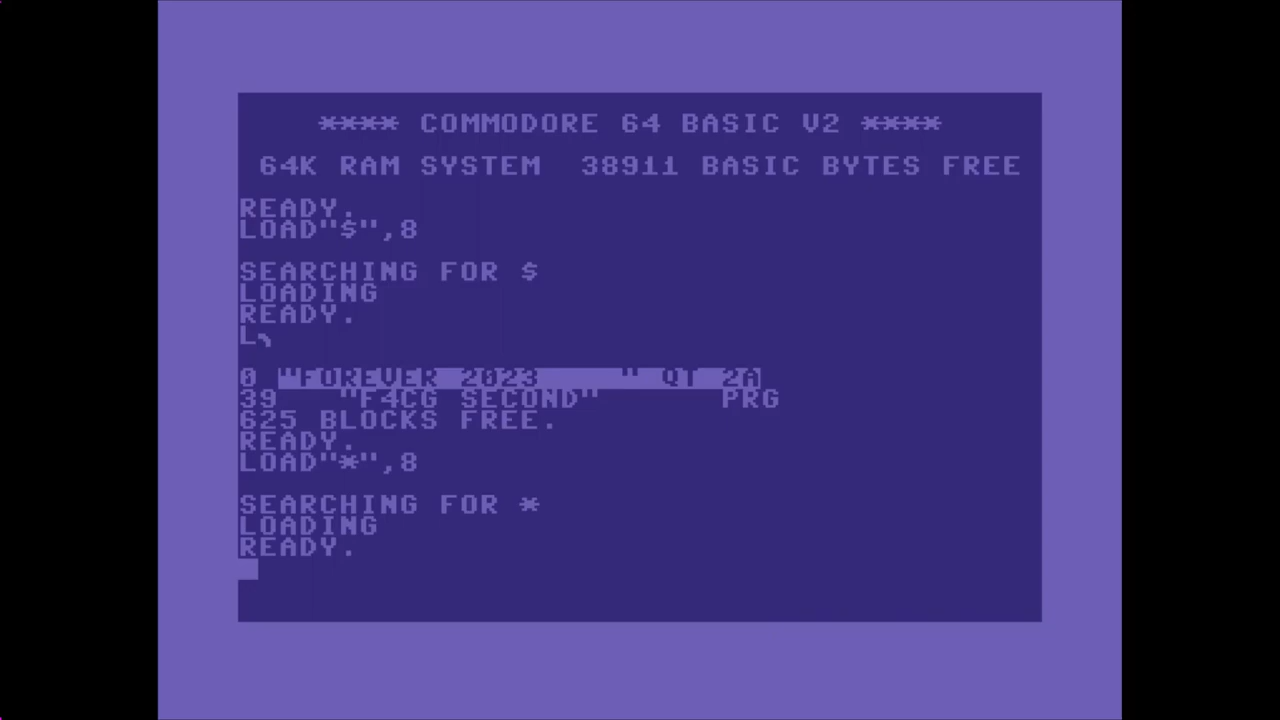 **** COMMODORE 64 BASIC V2 ****
64K RAM SYSTEM  38911 BASIC BYTES FREE
READY.
LOAD"$",8
SEARCHING FOR $
LOADING
READY.
L╮
0 "FOREVER 2023    " QT 2A
39   "F4CG SECOND"      PRG
625 BLOCKS FREE.
READY.
LOAD"*",8
SEARCHING FOR *
LOADING
READY.